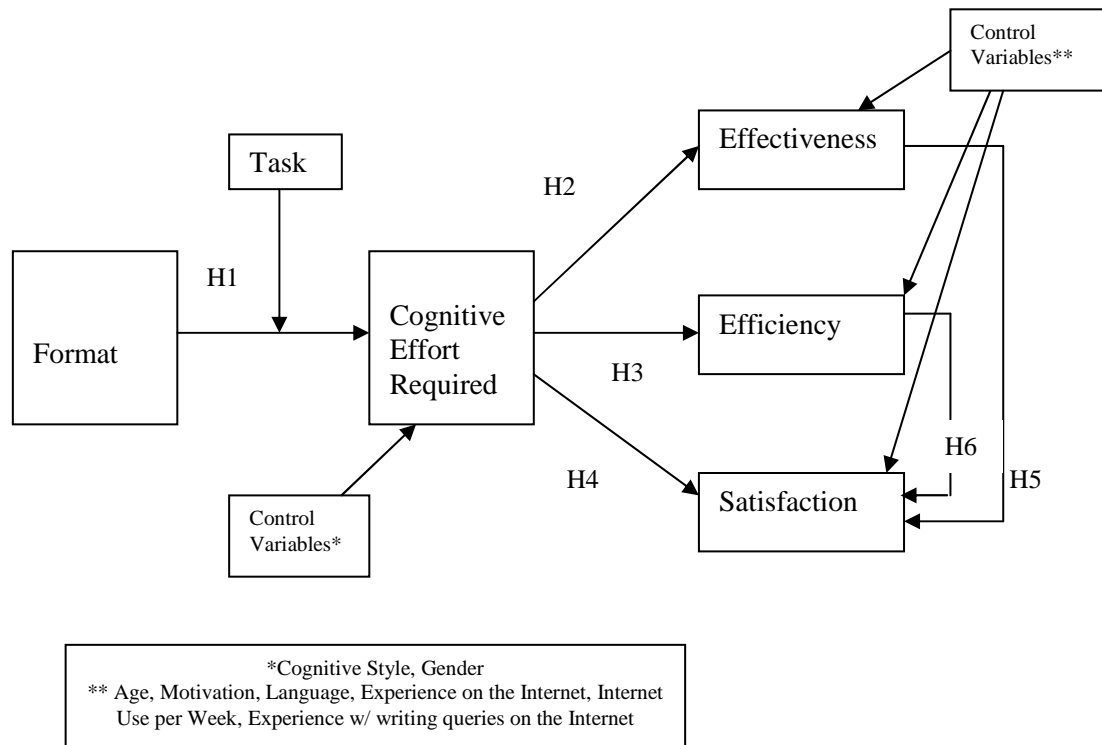 Control
Variables**
Effectiveness
Task
H2
H1
Format
Cognitive
Effort
Required
Efficiency
H3
H6
H4
H5
Satisfaction
Control
Variables*
*Cognitive Style, Gender
** Age, Motivation, Language, Experience on the Internet, Internet
Use per Week, Experience w/ writing queries on the Internet